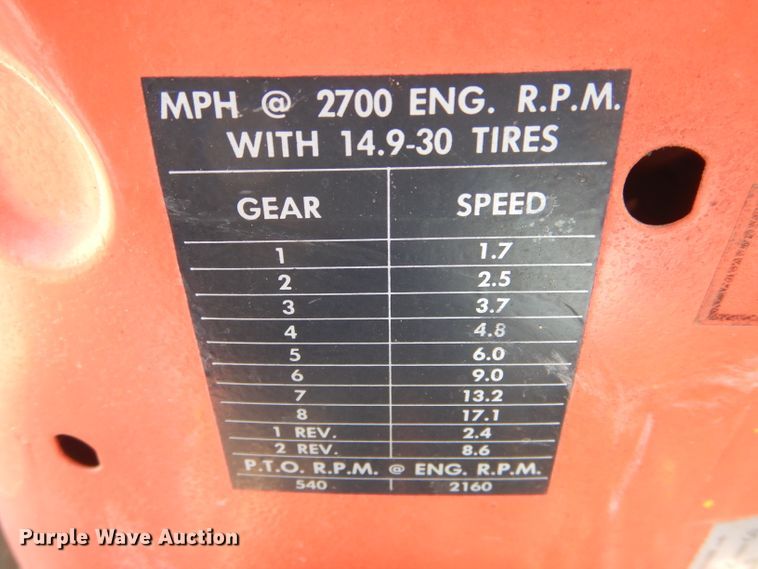 MPH @ 2700 ENG. R.P.M.
WITH 14.9-30 TIRES
GEAR SPEED
1 1.7
2 2.5
3 3.7
4 4.8
5 6.0
6 9.0
7 13.2
8 17.1
1 REV. 2.4
2 REV. 8.6
P.T.O. R.P.M. @ ENG. R.P.M.
540 2160
Purple Wave Auction